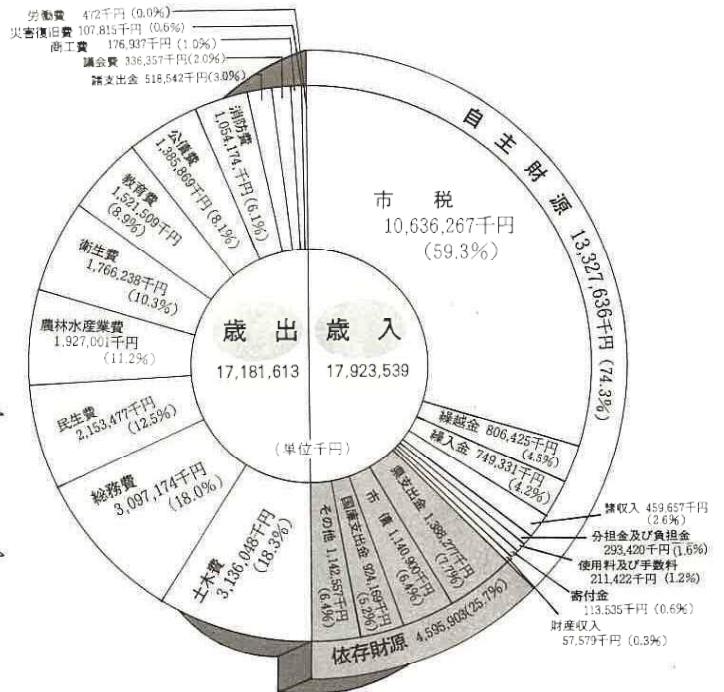 労働費 472千円(0.0%)
災害復旧費 107,815千円(0.6%)
商工費 176,937千円(1.0%)
議会費 336,357千円(2.0%)
諸支出金 518,542千円(3.0%)
消防費
1,054,174千円(6.1%)
公債費
1,385,869千円(8.1%)
教育費
1,521,509千円
(8.9%)
衛生費
1,766,238千円
(10.3%)
農林水産業費
1,927,001千円
(11.2%)
民生費
2,153,477千円
(12.5%)
総務費
3,097,174千円
(18.0%)
土木費
3,136,048千円
(18.3%)
歳出
17,181,613
歳入
17,923,539
(単位千円)
自主財源 13,327,636千円 (74.3%)
市税
10,636,267千円
(59.3%)
繰越金 806,425千円
(4.5%)
繰入金 749,331千円
(4.2%)
諸収入 459,657千円
(2.6%)
分担金及び負担金
293,420千円(1.6%)
使用料及び手数料
211,422千円(1.2%)
寄付金
113,535千円(0.6%)
財産収入
57,579千円(0.3%)
県支出金 1,388,277千円
(7.7%)
市債 1,140,900千円
(6.4%)
国庫支出金 924,169千円
(5.2%)
その他 1,142,557千円
(6.4%)
依存財源 4,595,903(25.7%)